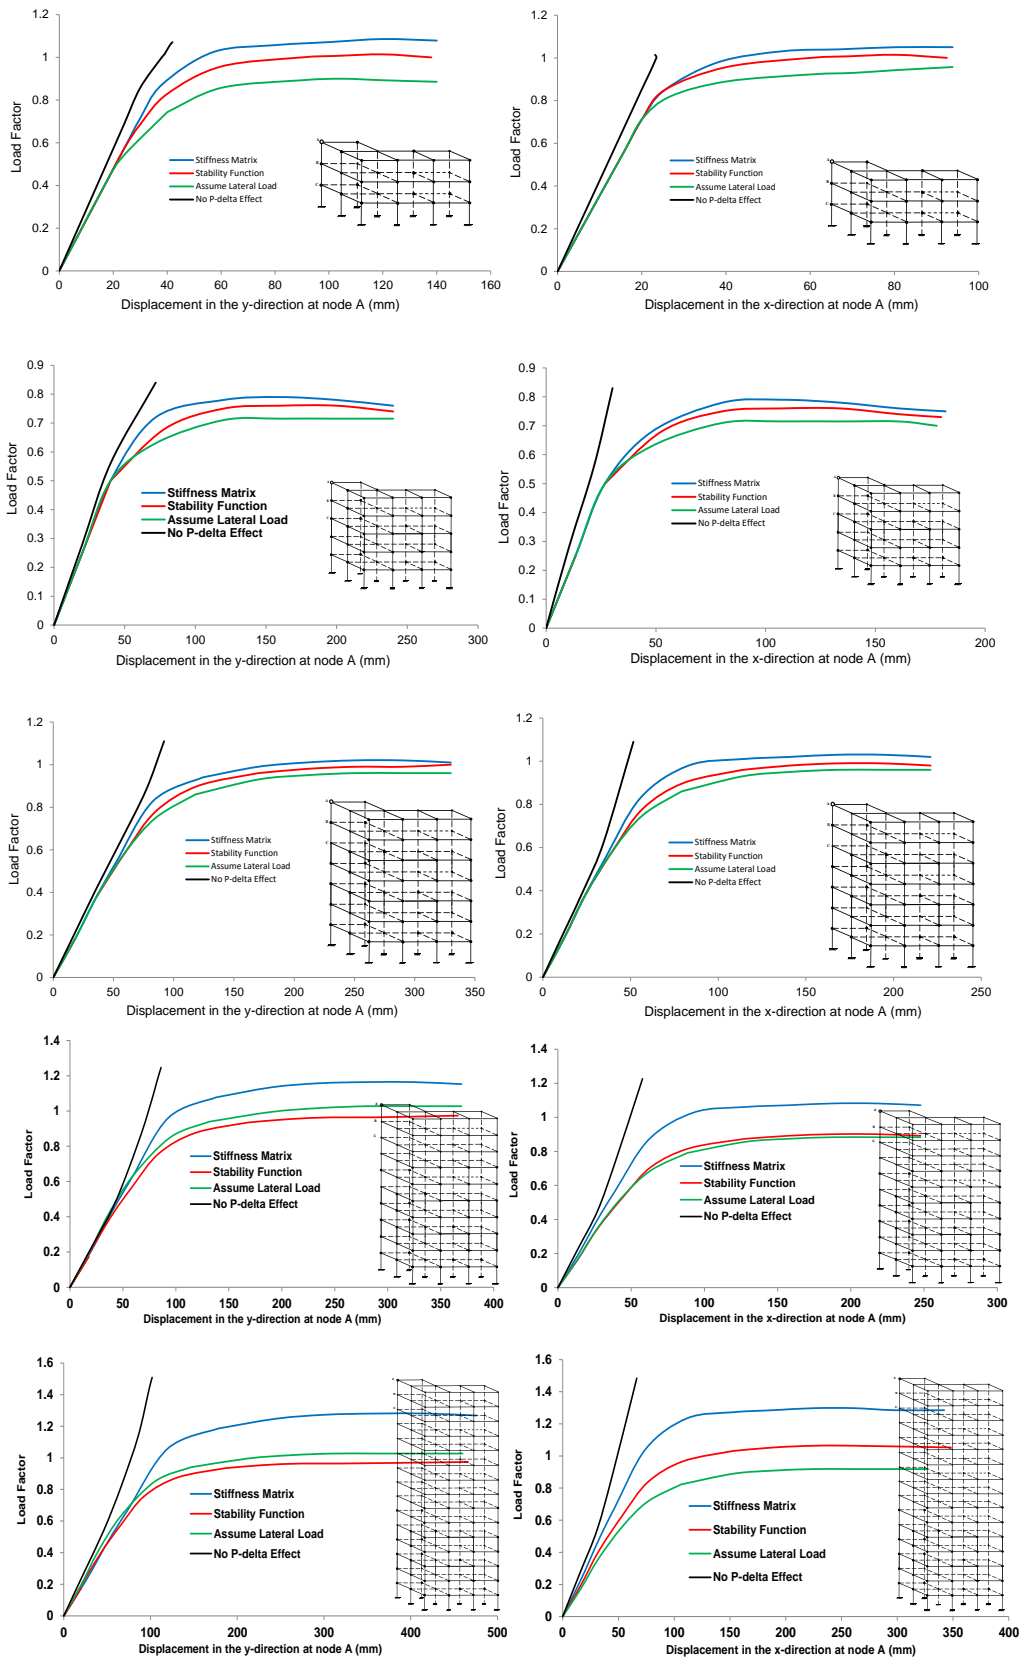 1.2
1
0.8
0.6
0.4
0.2
0
Load Factor
Stiffness Matrix
Stability Function
Assume Lateral Load
No P-delta Effect
A
B
C
0 20 40 60 80 100 120 140 160
Displacement in the y-direction at node A (mm)
1.2
1
0.8
0.6
0.4
0.2
0
Load Factor
Stiffness Matrix
Stability Function
Assume Lateral Load
No P-delta Effect
0 20 40 60 80 100
Displacement in the x-direction at node A (mm)
0.9
0.8
0.7
0.6
0.5
0.4
0.3
0.2
0.1
0
Load Factor
Stiffness Matrix
Stability Function
Assume Lateral Load
No P-delta Effect
0 50 100 150 200 250 300
Displacement in the y-direction at node A (mm)
0.9
0.8
0.7
0.6
0.5
0.4
0.3
0.2
0.1
0
Load Factor
Stiffness Matrix
Stability Function
Assume Lateral Load
No P-delta Effect
0 50 100 150 200
Displacement in the x-direction at node A (mm)
1.2
1
0.8
0.6
0.4
0.2
0
Load Factor
Stiffness Matrix
Stability Function
Assume Lateral Load
No P-delta Effect
0 50 100 150 200 250 300 350
Displacement in the y-direction at node A (mm)
1.2
1
0.8
0.6
0.4
0.2
0
Load Factor
Stiffness Matrix
Stability Function
Assume Lateral Load
No P-delta Effect
0 50 100 150 200 250
Displacement in the x-direction at node A (mm)
1.4
1.2
1
0.8
0.6
0.4
0.2
0
Load Factor
Stiffness Matrix
Stability Function
Assume Lateral Load
No P-delta Effect
0 50 100 150 200 250 300 350 400
Displacement in the y-direction at node A (mm)
1.4
1.2
1
0.8
0.6
0.4
0.2
0
Load Factor
Stiffness Matrix
Stability Function
Assume Lateral Load
No P-delta Effect
0 50 100 150 200 250 300
Displacement in the x-direction at node A (mm)
1.6
1.4
1.2
1
0.8
0.6
0.4
0.2
0
Load Factor
Stiffness Matrix
Stability Function
Assume Lateral Load
No P-delta Effect
0 100 200 300 400 500
Displacement in the y-direction at node A (mm)
1.6
1.4
1.2
1
0.8
0.6
0.4
0.2
0
Load Factor
Stiffness Matrix
Stability Function
Assume Lateral Load
No P-delta Effect
0 50 100 150 200 250 300 350 400
Displacement in the x-direction at node A (mm)